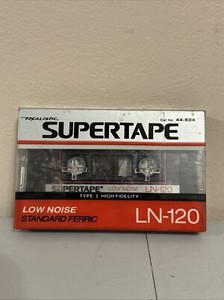 REALISTIC
Cat. No. 44-604
SUPERTAPE
SUPERTAPE LOW NOISE LN-120
TYPE I HIGH FIDELITY
LOW NOISE
STANDARD FERRIC
LN-120